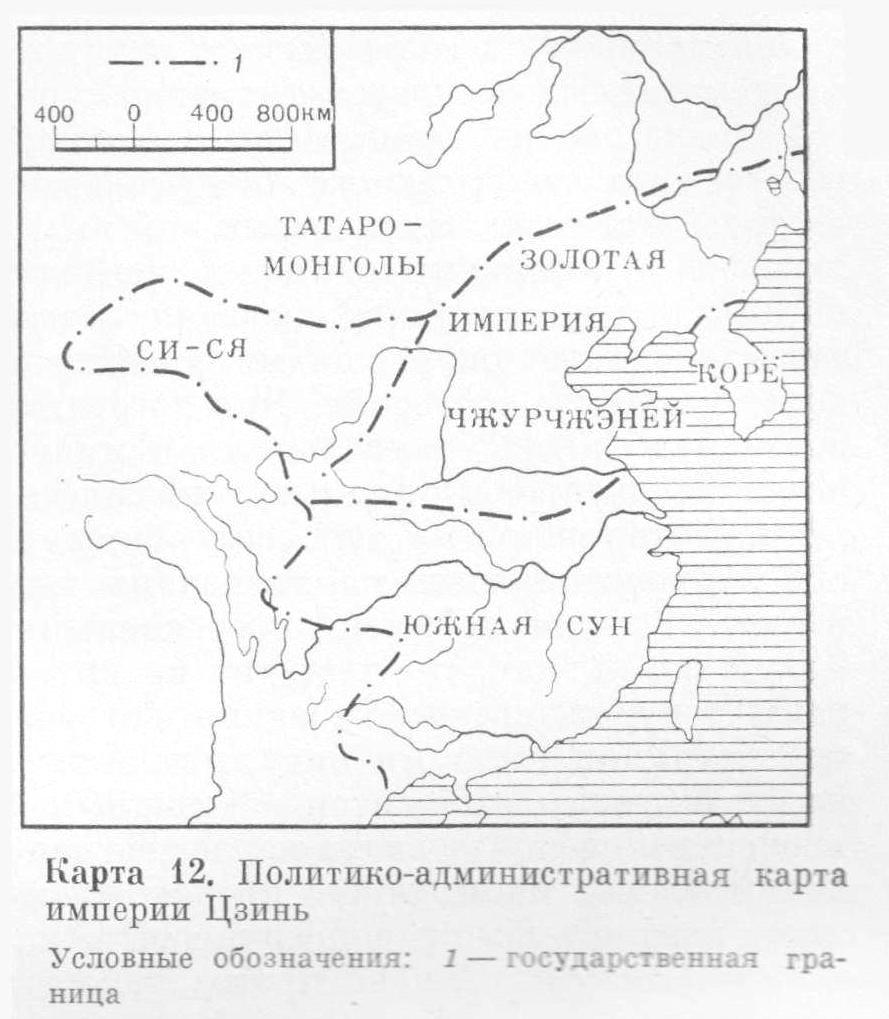 1
400 0 400 800км
ТАТАРО–
МОНГОЛЫ
ЗОЛОТАЯ
ИМПЕРИЯ
СИ-СЯ
КОРЁ
ЧЖУРЧЖЭНЕЙ
ЮЖНАЯ СУН
Карта 12. Политико-административная карта
империи Цзинь
Условные обозначения: 1 — государственная гра-
ница